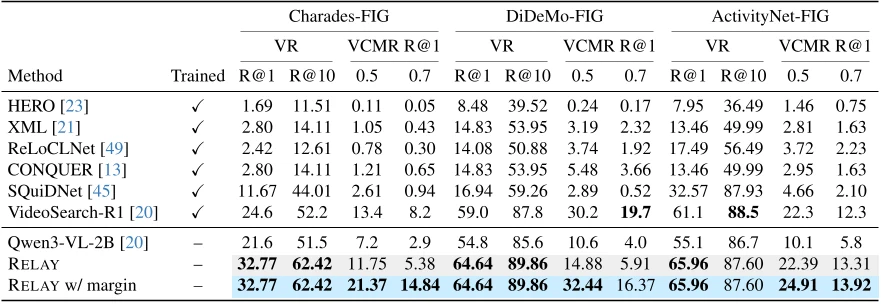 Charades-FIG DiDeMo-FIG ActivityNet-FIG
VR VCMR R@1 VR VCMR R@1 VR VCMR R@1
Method Trained R@1 R@10 0.5 0.7 R@1 R@10 0.5 0.7 R@1 R@10 0.5 0.7
HERO [23] ✓ 1.69 11.51 0.11 0.05 8.48 39.52 0.24 0.17 7.95 36.49 1.46 0.75
XML [21] ✓ 2.80 14.11 1.05 0.43 14.83 53.95 3.19 2.32 13.46 49.99 2.81 1.63
ReLoCLNet [49] ✓ 2.42 12.61 0.78 0.30 14.08 50.88 3.74 1.92 17.49 56.49 3.72 2.23
CONQUER [13] ✓ 2.80 14.11 1.21 0.65 14.83 53.95 5.48 3.66 13.46 49.99 2.95 1.63
SQuiDNet [45] ✓ 11.67 44.01 2.61 0.94 16.94 59.26 2.89 0.52 32.57 87.93 4.66 2.10
VideoSearch-R1 [20] ✓ 24.6 52.2 13.4 8.2 59.0 87.8 30.2 19.7 61.1 88.5 22.3 12.3
Qwen3-VL-2B [20] – 21.6 51.5 7.2 2.9 54.8 85.6 10.6 4.0 55.1 86.7 10.1 5.8
RELAY – 32.77 62.42 11.75 5.38 64.64 89.86 14.88 5.91 65.96 87.60 22.39 13.31
RELAY w/ margin – 32.77 62.42 21.37 14.84 64.64 89.86 32.44 16.37 65.96 87.60 24.91 13.92